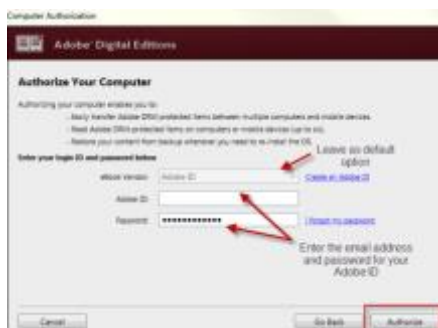 Computer Authorization
Adobe Digital Editions
Authorize Your Computer
Authorizing your computer enables you to:
- Easily transfer Adobe DRM protected items between multiple computers and mobile devices.
- Read Adobe DRM protected items on computers or mobile devices (up to six).
- Restore your content from backup whenever you need to re-install the OS.
Enter your login ID and password below
Leave as default
option
eBook Vendor: Adobe ID
Create an Adobe ID
Adobe ID:
Password: ************
I forgot my password
Enter the email address
and password for your
Adobe ID
Cancel
Go Back
Authorize